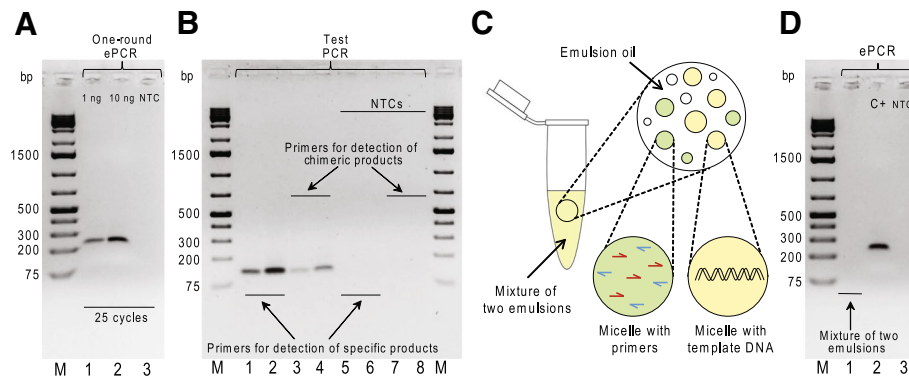 A
One-round
ePCR
bp
1 ng 10 ng NTC
1500
500
300
200
75
25 cycles
M 1 2 3
B
Test
PCR
bp
NTCs
Primers for detection of
chimeric products
1500
500
300
200
75
Primers for detection of specific products
M 1 2 3 4 5 6 7 8 M
C
Emulsion oil
Mixture of
two emulsions
Micelle with
primers
Micelle with
template DNA
D
ePCR
bp
C+ NTC
1500
500
300
200
75
Mixture of two
emulsions
M 1 2 3